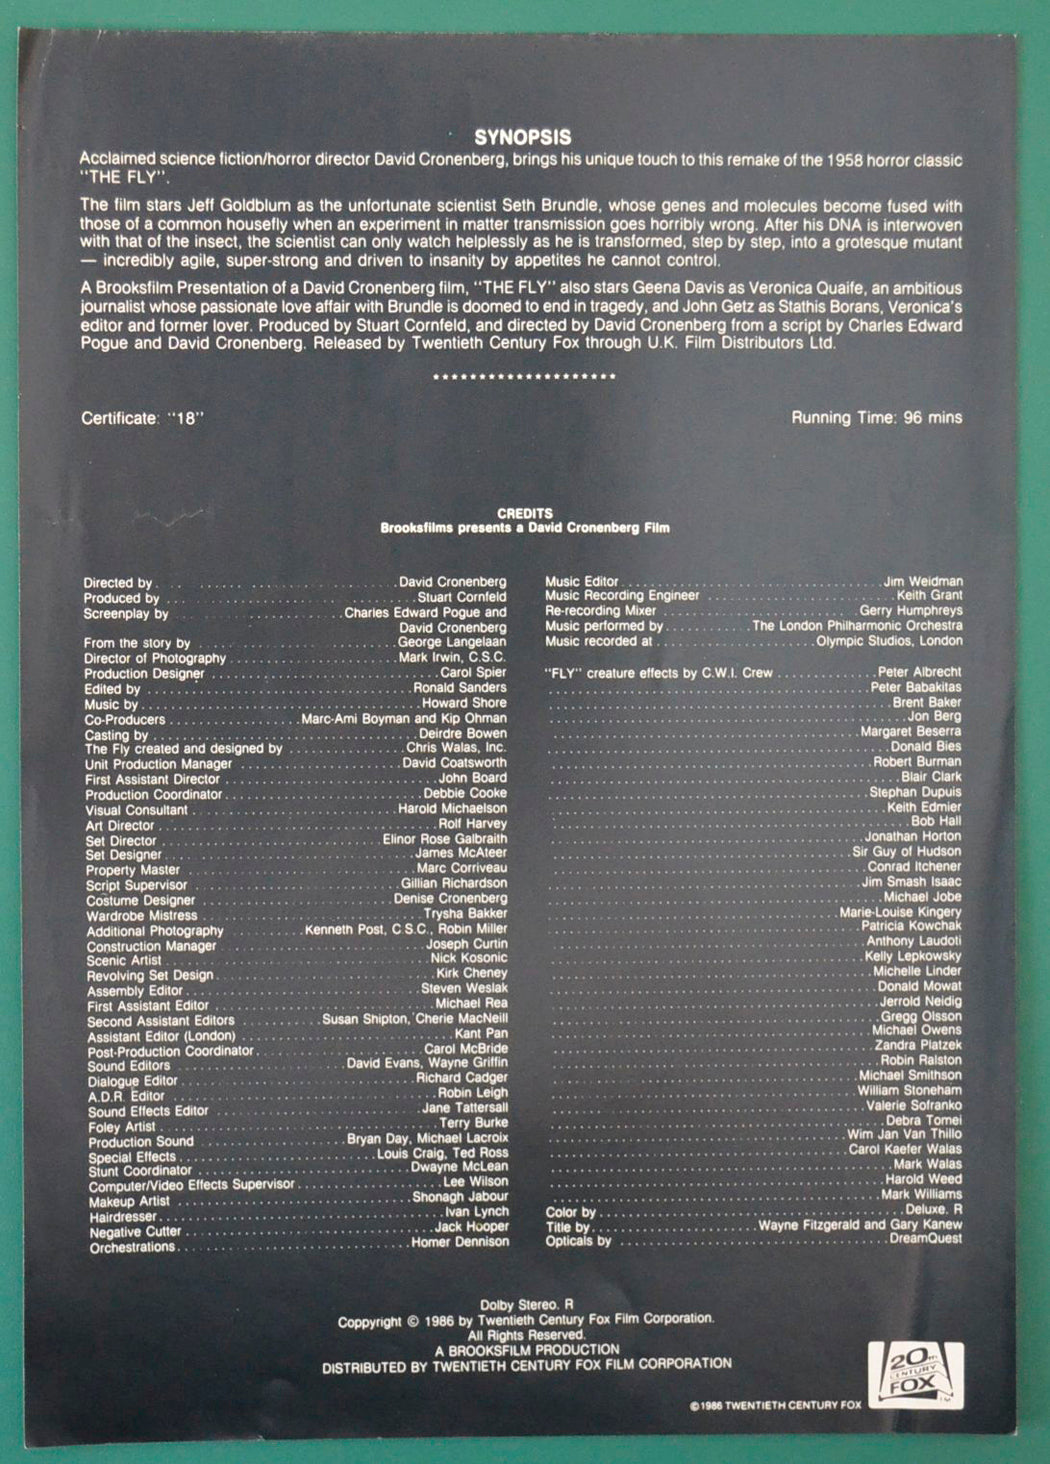 SYNOPSIS
Acclaimed science fiction/horror director David Cronenberg, brings his unique touch to this remake of the 1958 horror classic
"THE FLY".
The film stars Jeff Goldblum as the unfortunate scientist Seth Brundle, whose genes and molecules become fused with
those of a common housefly when an experiment in matter transmission goes horribly wrong. After his DNA is interwoven
with that of the insect, the scientist can only watch helplessly as he is transformed, step by step, into a grotesque mutant
— incredibly agile, super-strong and driven to insanity by appetites he cannot control.
A Brooksfilm Presentation of a David Cronenberg film, "THE FLY" also stars Geena Davis as Veronica Quaife, an ambitious
journalist whose passionate love affair with Brundle is doomed to end in tragedy, and John Getz as Stathis Borans, Veronica's
editor and former lover. Produced by Stuart Cornfeld, and directed by David Cronenberg from a script by Charles Edward
Pogue and David Cronenberg. Released by Twentieth Century Fox through U.K. Film Distributors Ltd.
********************
Certificate: "18" Running Time: 96 mins
CREDITS
Brooksfilms presents a David Cronenberg Film
Directed by David Cronenberg
Produced by Stuart Cornfeld
Screenplay by Charles Edward Pogue and
David Cronenberg
From the story by George Langelaan
Director of Photography Mark Irwin, C.S.C.
Production Designer Carol Spier
Edited by Ronald Sanders
Music by Howard Shore
Co-Producers Marc-Ami Boyman and Kip Ohman
Casting by Deirdre Bowen
The Fly created and designed by Chris Walas, Inc.
Unit Production Manager David Coatsworth
First Assistant Director John Board
Production Coordinator Debbie Cooke
Visual Consultant Harold Michaelson
Art Director Rolf Harvey
Set Director Elinor Rose Galbraith
Set Designer James McAteer
Property Master Marc Corriveau
Script Supervisor Gillian Richardson
Costume Designer Denise Cronenberg
Wardrobe Mistress Trysha Bakker
Additional Photography Kenneth Post, C.S.C., Robin Miller
Construction Manager Joseph Curtin
Scenic Artist Nick Kosonic
Revolving Set Design Kirk Cheney
Assembly Editor Steven Weslak
First Assistant Editor Michael Rea
Second Assistant Editors Susan Shipton, Cherie MacNeill
Assistant Editor (London) Kant Pan
Post-Production Coordinator Carol McBride
Sound Editors David Evans, Wayne Griffin
Dialogue Editor Richard Cadger
A.D.R. Editor Robin Leigh
Sound Effects Editor Jane Tattersall
Foley Artist Terry Burke
Production Sound Bryan Day, Michael Lacroix
Special Effects Louis Craig, Ted Ross
Stunt Coordinator Dwayne McLean
Computer/Video Effects Supervisor Lee Wilson
Makeup Artist Shonagh Jabour
Hairdresser Ivan Lynch
Negative Cutter Jack Hooper
Orchestrations Homer Dennison
Music Editor Jim Weidman
Music Recording Engineer Keith Grant
Re-recording Mixer Gerry Humphreys
Music performed by The London Philharmonic Orchestra
Music recorded at Olympic Studios, London
"FLY" creature effects by C.W.I. Crew Peter Albrecht
Peter Babakitas
Brent Baker
Jon Berg
Margaret Beserra
Donald Bies
Robert Burman
Blair Clark
Stephan Dupuis
Keith Edmier
Bob Hall
Jonathan Horton
Sir Guy of Hudson
Conrad Itchener
Jim Smash Isaac
Michael Jobe
Marie-Louise Kingery
Patricia Kowchak
Anthony Laudoti
Kelly Lepkowsky
Michelle Linder
Donald Mowat
Jerrold Neidig
Gregg Olsson
Michael Owens
Zandra Platzek
Robin Ralston
Michael Smithson
William Stoneham
Valerie Sofranko
Debra Tomei
Wim Jan Van Thillo
Carol Kaefer Walas
Mark Walas
Harold Weed
Mark Williams
Color by Deluxe. R
Title by Wayne Fitzgerald and Gary Kanew
Opticals by DreamQuest
Dolby Stereo. R
Coppyright © 1986 by Twentieth Century Fox Film Corporation.
All Rights Reserved.
A BROOKSFILM PRODUCTION
DISTRIBUTED BY TWENTIETH CENTURY FOX FILM CORPORATION
20TH
CENTURY
FOX
TM
© 1986 TWENTIETH CENTURY FOX